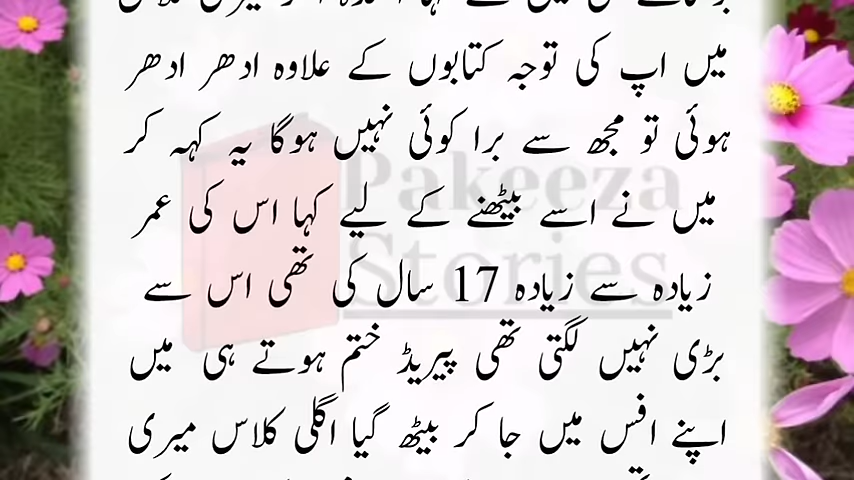 میں اپ کی توجہ کتابوں کے علاوہ ادھر ادھر
ہوئی تو مجھ سے برا کوئی نہیں ہوگا یہ کہہ کر
میں نے اسے بیٹھنے کے لیے کہا اس کی عمر
زیادہ سے زیادہ 17 سال کی تھی اس سے
بڑی نہیں لگتی تھی پیریڈ ختم ہوتے ہی میں
اپنے افس میں جا کر بیٹھ گیا اگلی کلاس میری
Pakeeza
Stories